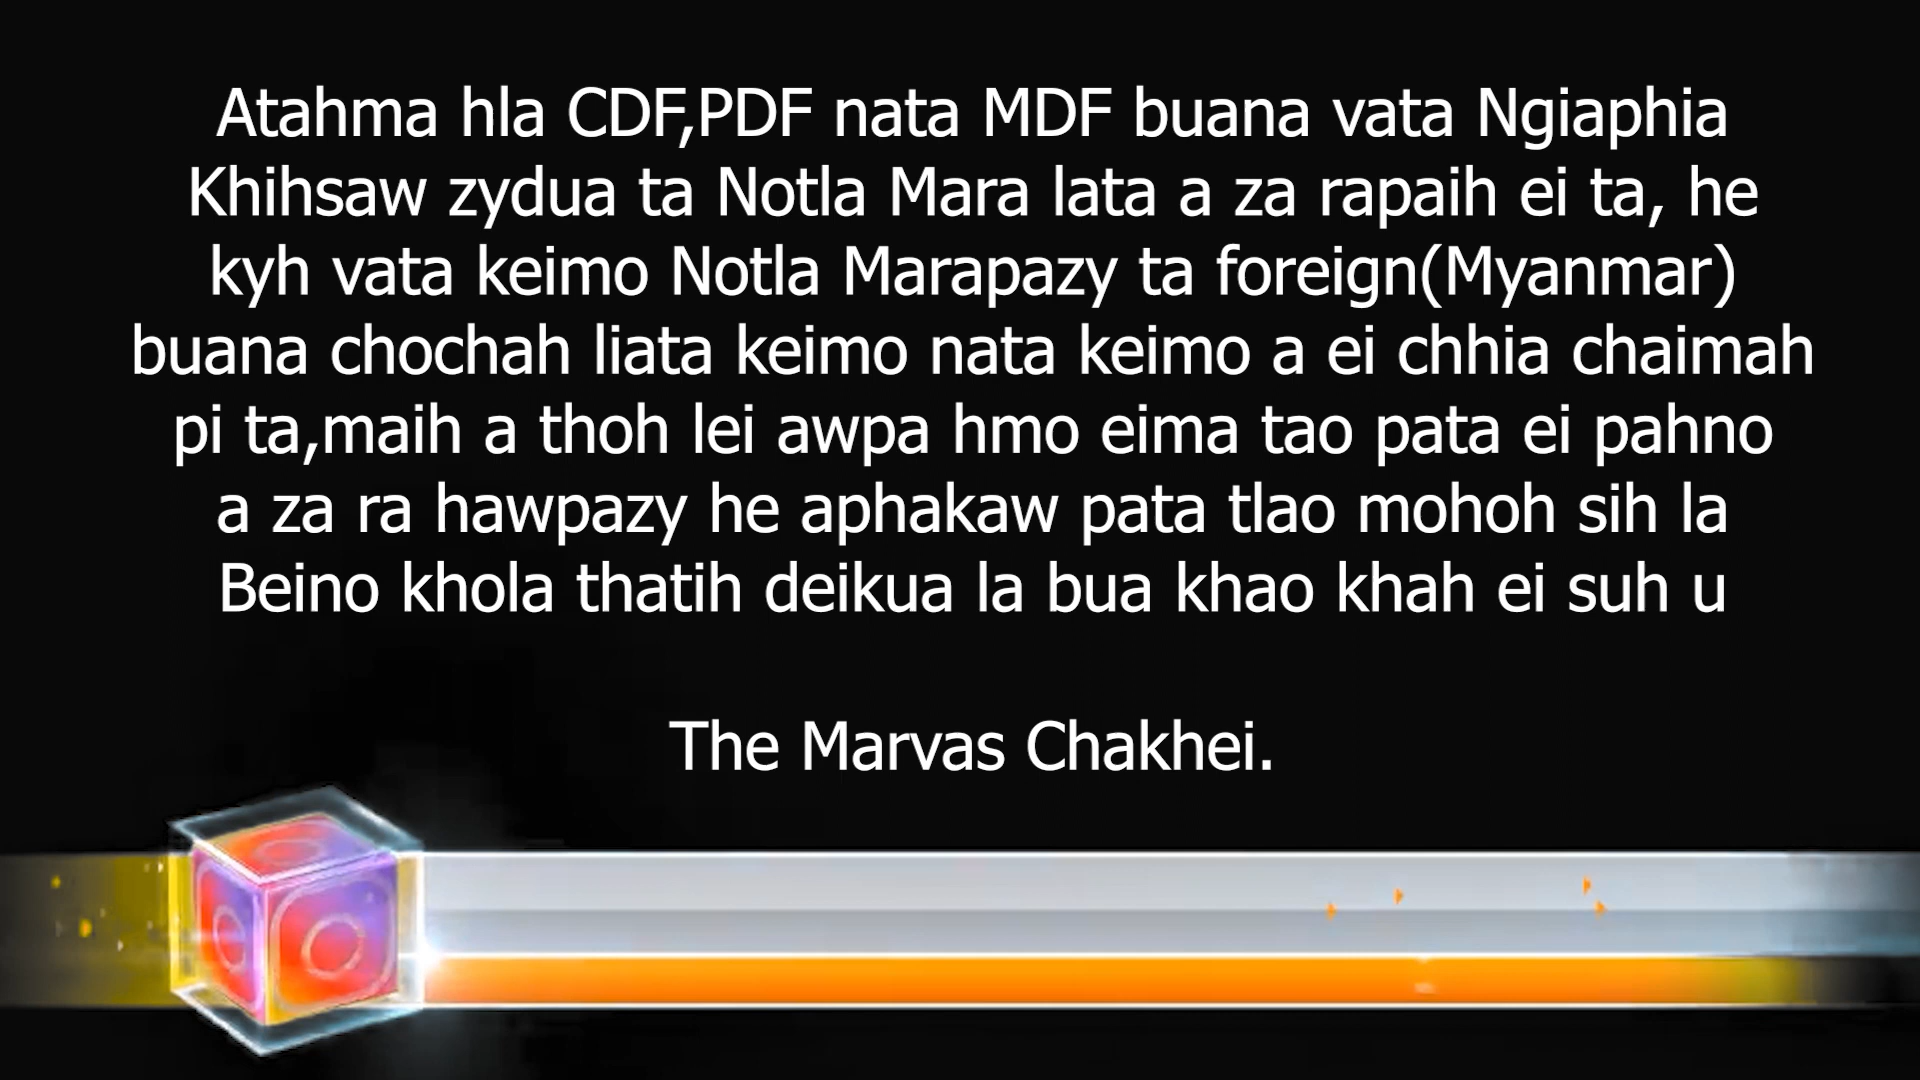 Atahma hla CDF,PDF nata MDF buana vata Ngiaphia
Khihsaw zydua ta Notla Mara lata a za rapaih ei ta, he
kyh vata keimo Notla Marapazy ta foreign(Myanmar)
buana chochah liata keimo nata keimo a ei chhia chaimah
pi ta,maih a thoh lei awpa hmo eima tao pata ei pahno
a za ra hawpazy he aphakaw pata tlao mohoh sih la
Beino khola thatih deikua la bua khao khah ei suh u
The Marvas Chakhei.